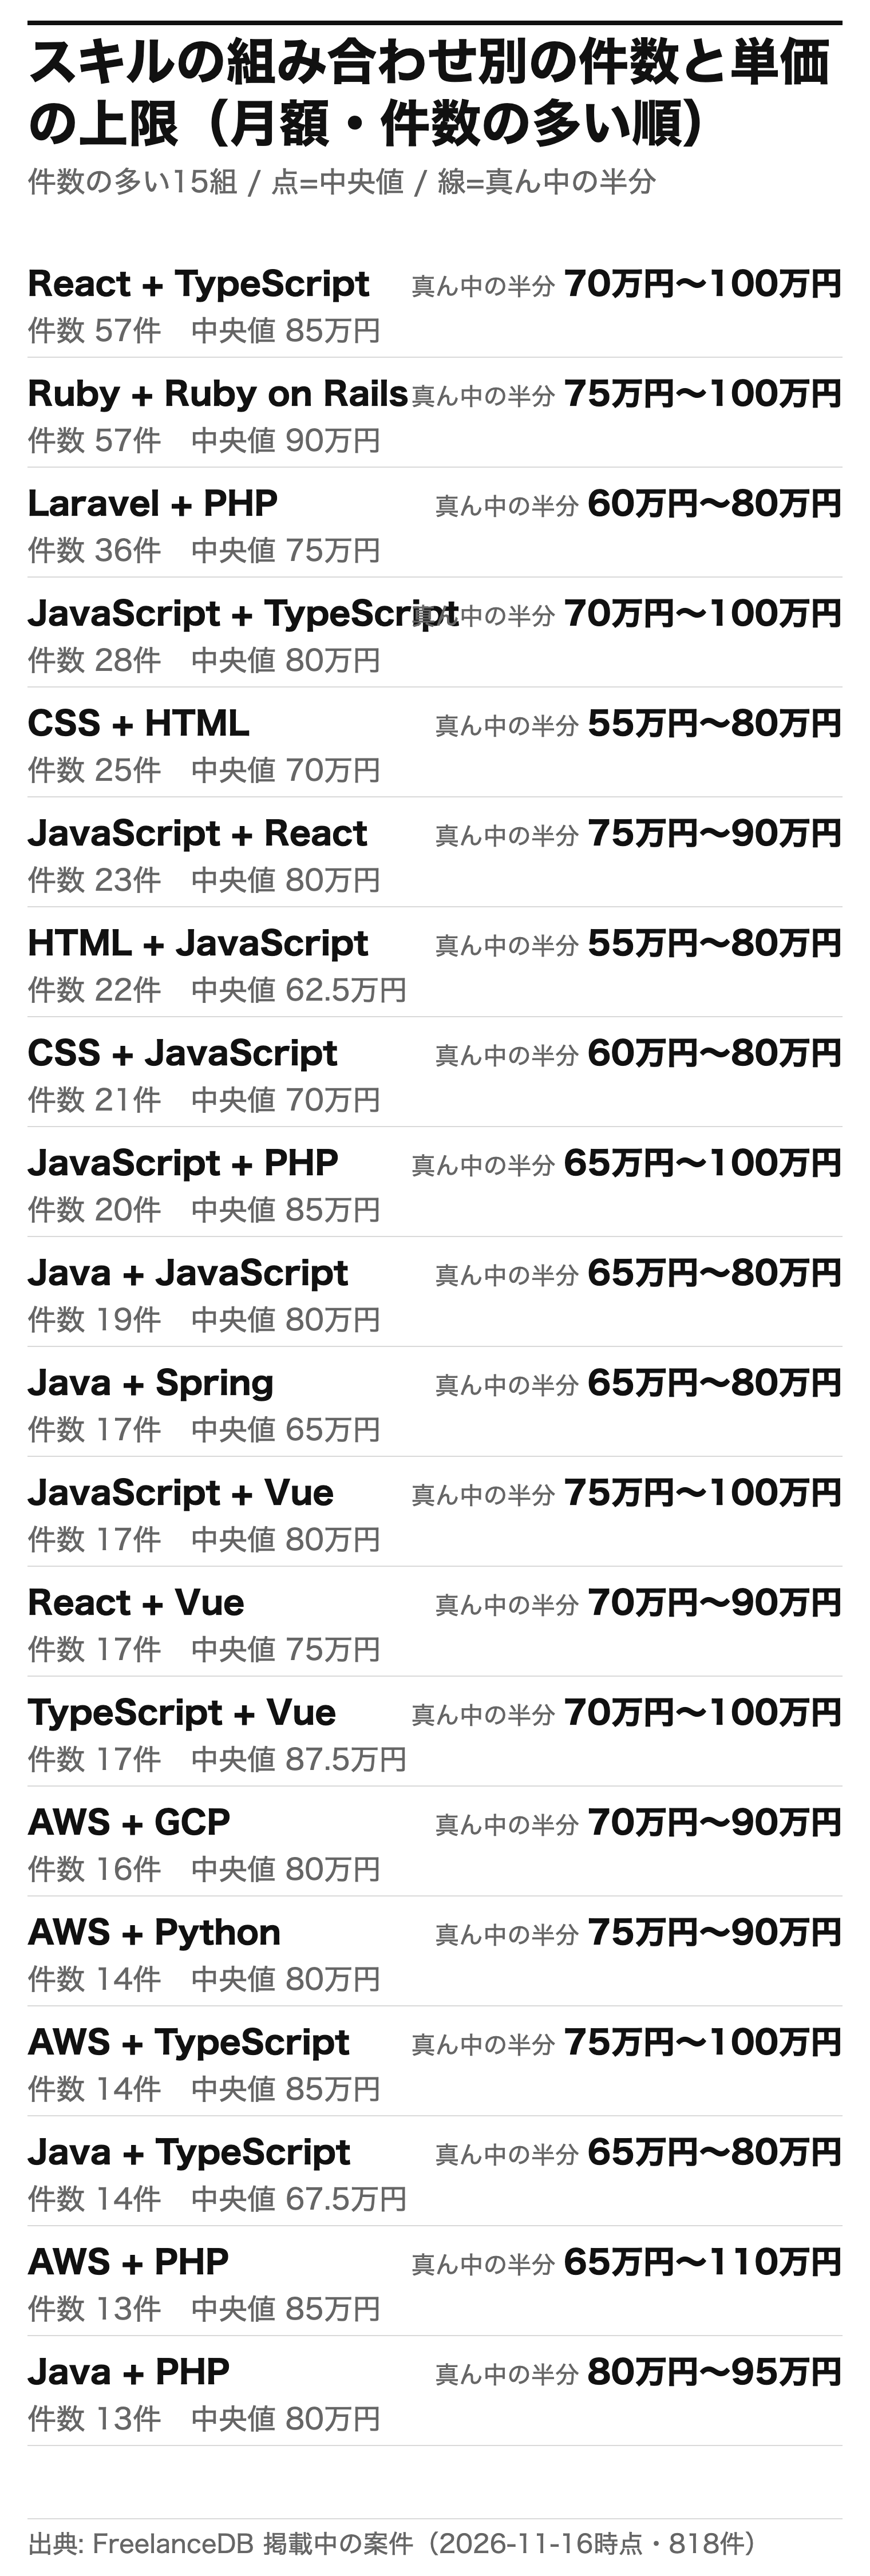 スキルの組み合わせ別の件数と単価
の上限（月額・件数の多い順）
件数の多い15組 / 点=中央値 / 線=真ん中の半分
React + TypeScript 真ん中の半分 70万円〜100万円
件数 57件 中央値 85万円
Ruby + Ruby on Rails 真ん中の半分 75万円〜100万円
件数 57件 中央値 90万円
Laravel + PHP 真ん中の半分 60万円〜80万円
件数 36件 中央値 75万円
JavaScript + TypeScript 真ん中の半分 70万円〜100万円
件数 28件 中央値 80万円
CSS + HTML 真ん中の半分 55万円〜80万円
件数 25件 中央値 70万円
JavaScript + React 真ん中の半分 75万円〜90万円
件数 23件 中央値 80万円
HTML + JavaScript 真ん中の半分 55万円〜80万円
件数 22件 中央値 62.5万円
CSS + JavaScript 真ん中の半分 60万円〜80万円
件数 21件 中央値 70万円
JavaScript + PHP 真ん中の半分 65万円〜100万円
件数 20件 中央値 85万円
Java + JavaScript 真ん中の半分 65万円〜80万円
件数 19件 中央値 80万円
Java + Spring 真ん中の半分 65万円〜80万円
件数 17件 中央値 65万円
JavaScript + Vue 真ん中の半分 75万円〜100万円
件数 17件 中央値 80万円
React + Vue 真ん中の半分 70万円〜90万円
件数 17件 中央値 75万円
TypeScript + Vue 真ん中の半分 70万円〜100万円
件数 17件 中央値 87.5万円
AWS + GCP 真ん中の半分 70万円〜90万円
件数 16件 中央値 80万円
AWS + Python 真ん中の半分 75万円〜90万円
件数 14件 中央値 80万円
AWS + TypeScript 真ん中の半分 75万円〜100万円
件数 14件 中央値 85万円
Java + TypeScript 真ん中の半分 65万円〜80万円
件数 14件 中央値 67.5万円
AWS + PHP 真ん中の半分 65万円〜110万円
件数 13件 中央値 85万円
Java + PHP 真ん中の半分 80万円〜95万円
件数 13件 中央値 80万円
出典: FreelanceDB 掲載中の案件（2026-11-16時点・818件）